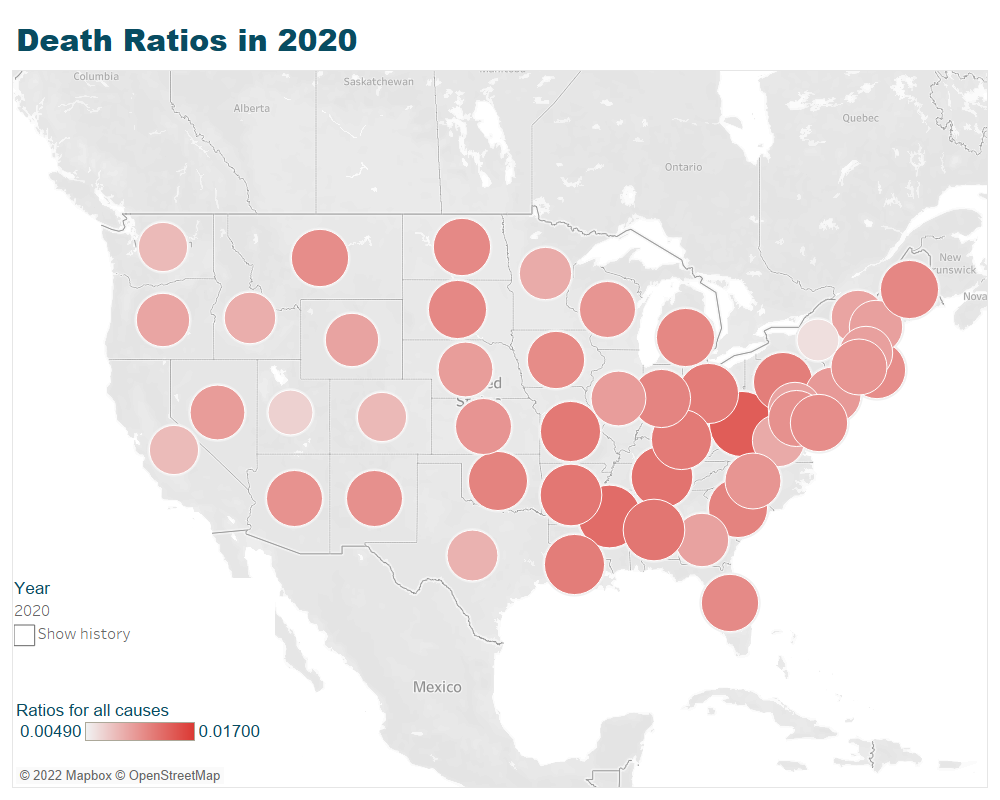 Death Ratios in 2020
Columbia
Saskatchewan
Alberta
Quebec
Ontario
New
Mexico
Year
2020
Show history
Ratios for all causes
0.00490 0.01700
© 2022 Mapbox © OpenStreetMap